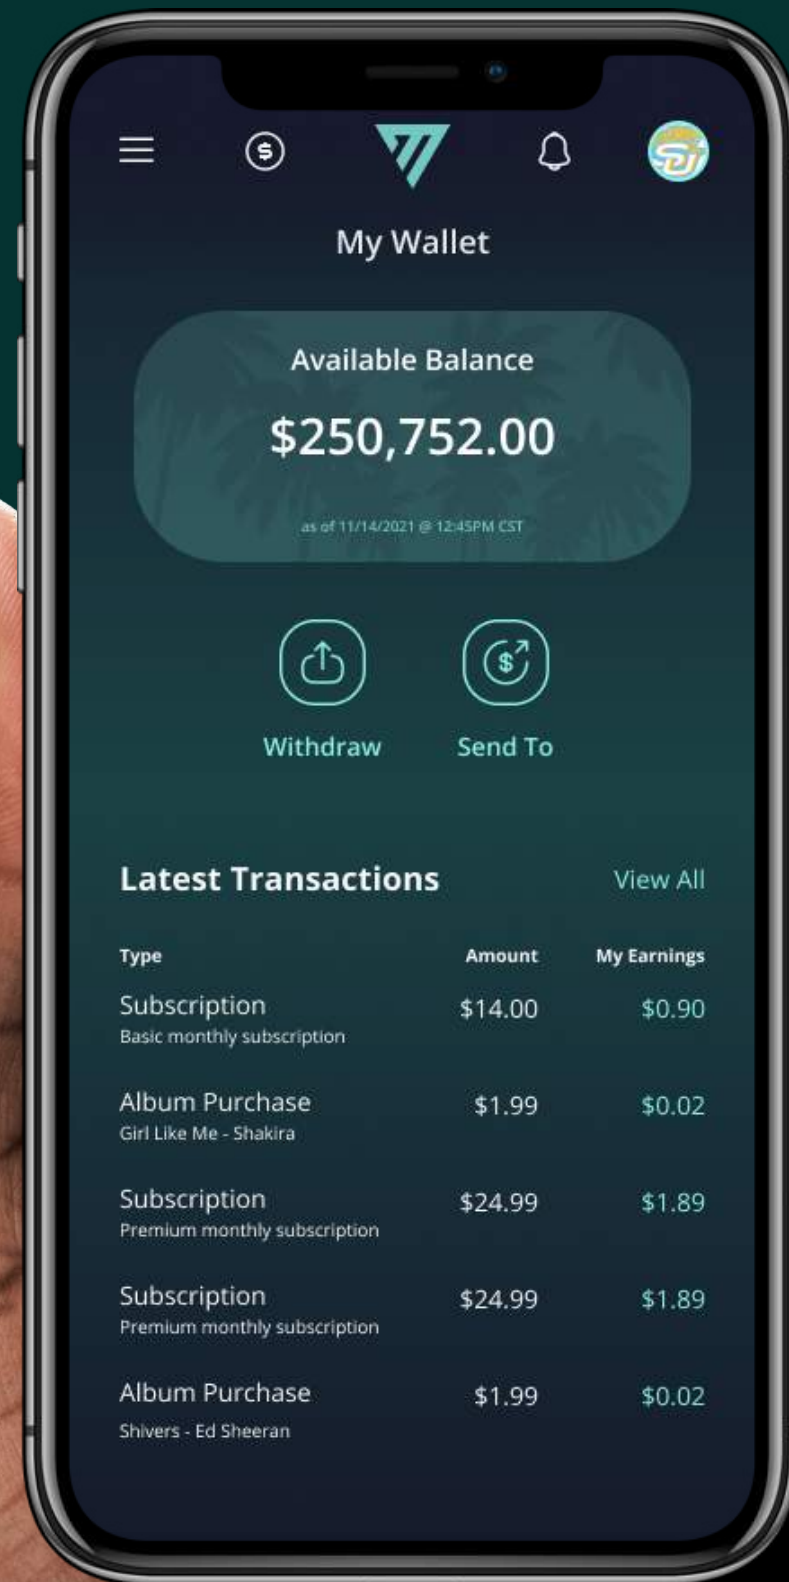 My Wallet
Available Balance
$250,752.00
as of 11/14/2021 @ 12:45PM CST
Withdraw Send To
Latest Transactions View All
Type Amount My Earnings
Subscription $14.00 $0.90
Basic monthly subscription
Album Purchase $1.99 $0.02
Girl Like Me - Shakira
Subscription $24.99 $1.89
Premium monthly subscription
Subscription $24.99 $1.89
Premium monthly subscription
Album Purchase $1.99 $0.02
Shivers - Ed Sheeran